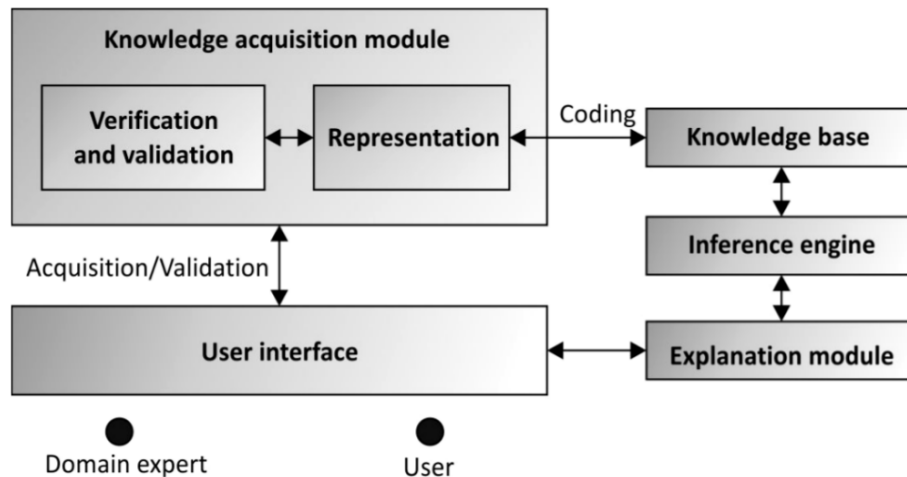 Knowledge acquisition module
Verification
and validation
Representation
Coding
Knowledge base
Inference engine
Acquisition/Validation
User interface
Explanation module
Domain expert
User